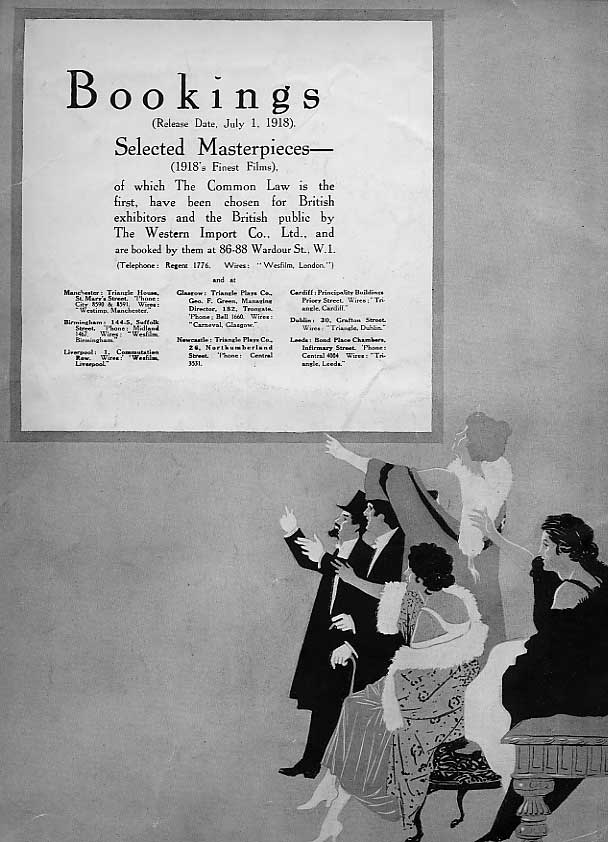 Bookings
(Release Date, July 1, 1918).
Selected Masterpieces—
(1918's Finest Films),
of which The Common Law is the
first, have been chosen for British
exhibitors and the British public by
The Western Import Co., Ltd., and
are booked by them at 86-88 Wardour St., W.1.
(Telephone: Regent 1776. Wires: "Wesfilm, London.")
and at
Manchester: Triangle House,
St. Mary's Street. 'Phone:
City 8590 & 8591. Wires:
"Westimp, Manchester."
Birmingham: 144-5, Suffolk
Street. 'Phone: Midland
1467. Wires: "Wesfilm,
Birmingham.
Liverpool: 1, Commutation
Row. Wires: "Wesfilm,
Liverpool."
Glasgow: Triangle Plays Co.,
Geo. F. Green, Managing
Director, 182, Trongate.
'Phone: Bell 1660. Wires:
"Carneval, Glasgow."
Newcastle: Triangle Plays Co.,
24, Northumberland
Street. 'Phone: Central
3531.
Cardiff: Principality Buildings
Priory Street. Wires: "Tri-
angle, Cardiff."
Dublin: 30, Grafton Street.
Wires: "Triangle, Dublin."
Leeds: Bond Place Chambers,
Infirmary Street. 'Phone:
Central 4004 Wires: "Tri-
angle, Leeds."